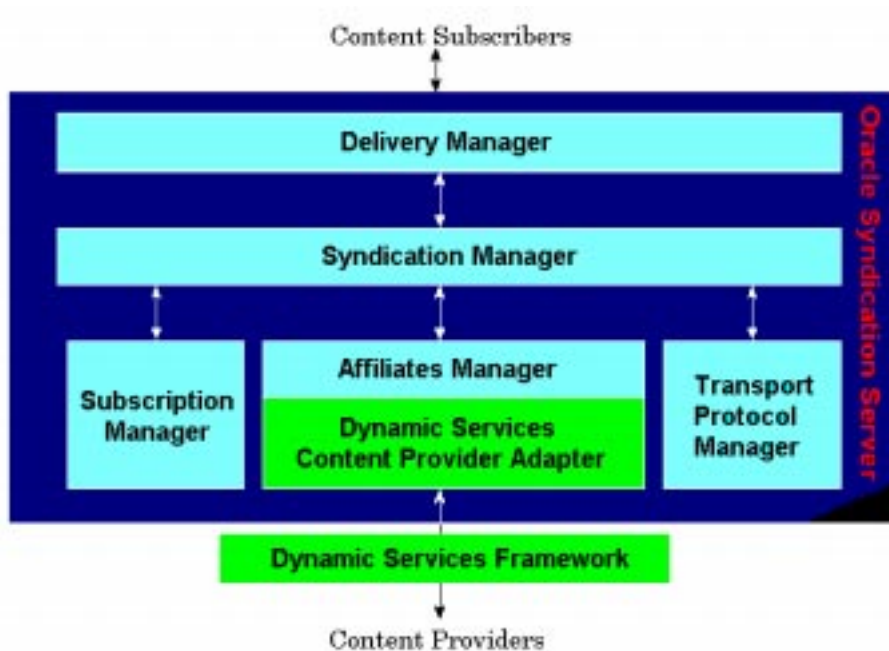 Content Subscribers
Delivery Manager
Syndication Manager
Subscription
Manager
Affiliates Manager
Dynamic Services
Content Provider Adapter
Transport
Protocol
Manager
Oracle Syndication Server
Dynamic Services Framework
Content Providers